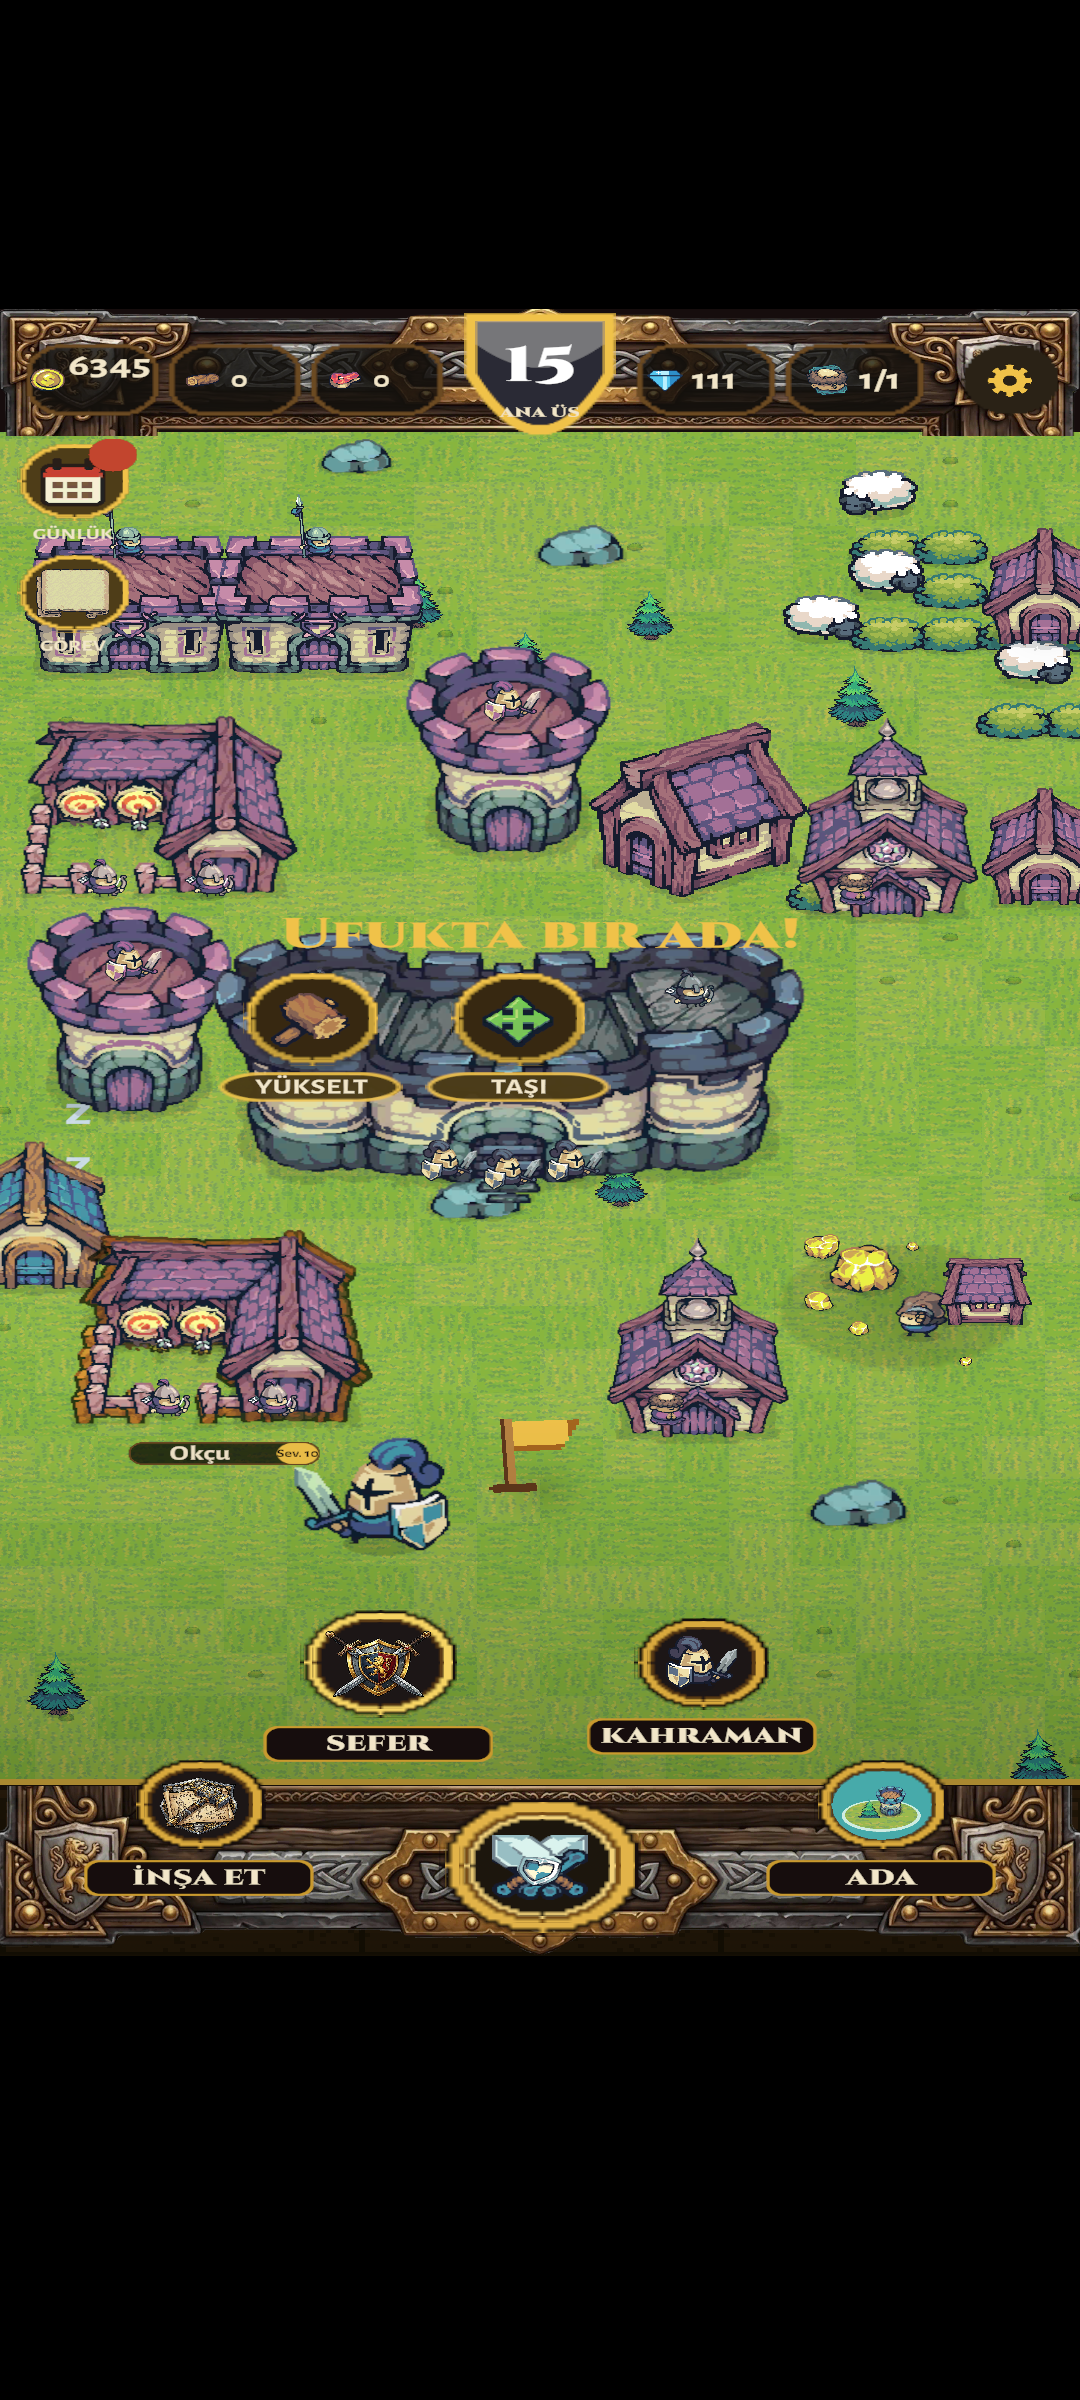 6345
0
0
15
ANA ÜS
111
1/1
GÜNLÜK
GÖREV
UFUKTA BIR ADA!
YÜKSELT
TAŞI
Z
Z
Okçu
Sev.10
SEFER
KAHRAMAN
İNŞA ET
ADA